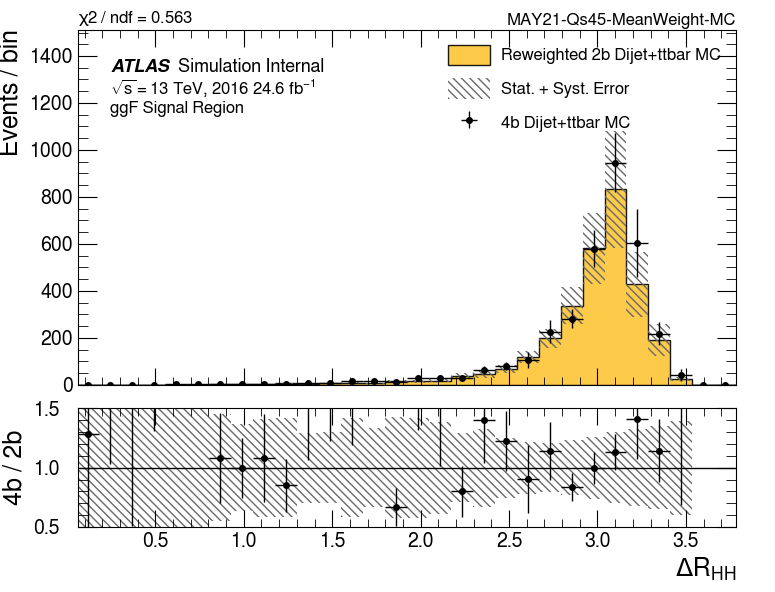 χ2 / ndf = 0.563
MAY21-Qs45-MeanWeight-MC
Events / bin
1400
1200
1000
800
600
400
200
0
ATLAS Simulation Internal
√s = 13 TeV, 2016 24.6 fb⁻¹
ggF Signal Region
Reweighted 2b Dijet+ttbar MC
Stat. + Syst. Error
4b Dijet+ttbar MC
4b / 2b
1.5
1.0
0.5
0.5 1.0 1.5 2.0 2.5 3.0 3.5
ΔR_HH